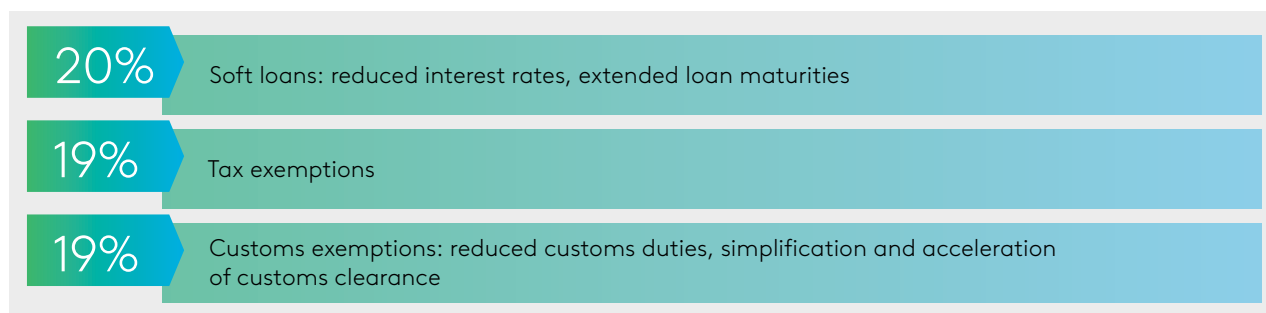 20%
Soft loans: reduced interest rates, extended loan maturities
19%
Tax exemptions
19%
Customs exemptions: reduced customs duties, simplification and acceleration
of customs clearance